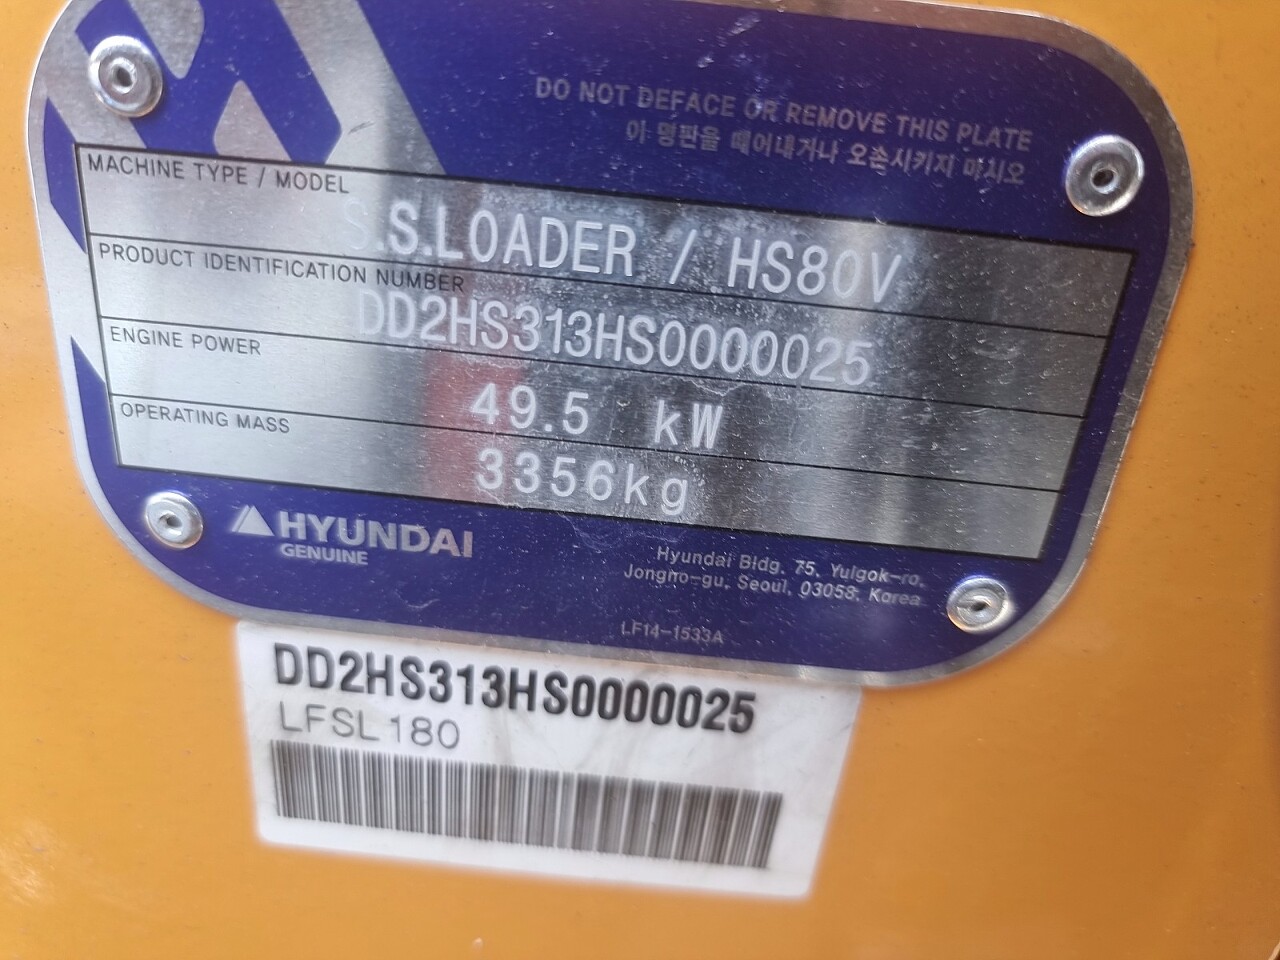 DO NOT DEFACE OR REMOVE THIS PLATE
이 명판을 떼어내거나 오손시키지 마시오
MACHINE TYPE / MODEL
S.S.LOADER / HS80V
PRODUCT IDENTIFICATION NUMBER
DD2HS313HS0000025
ENGINE POWER
49.5 kW
OPERATING MASS
3356kg
HYUNDAI
GENUINE
Hyundai Bldg. 75, Yulgok-ro,
Jongno-gu, Seoul, 03058, Korea
LF14-1533A
DD2HS313HS0000025
LFSL180